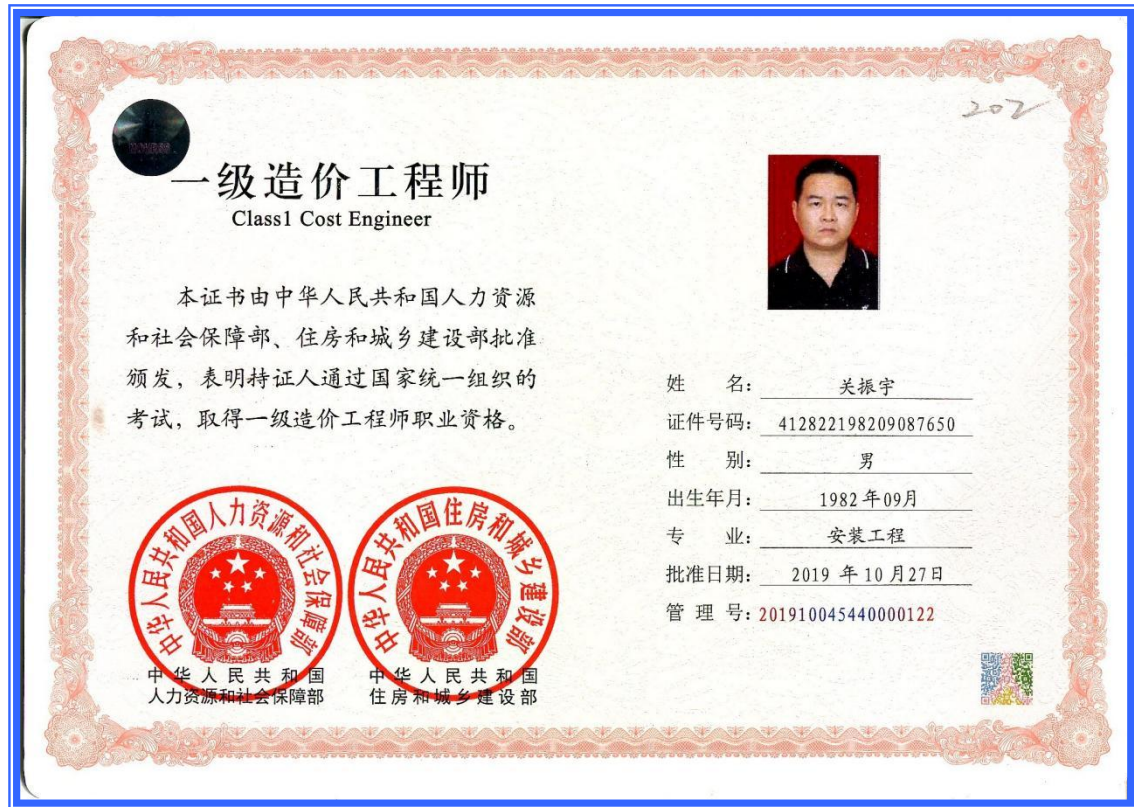 202
一级造价工程师
Class1 Cost Engineer
本证书由中华人民共和国人力资源
和社会保障部、住房和城乡建设部批准
颁发，表明持证人通过国家统一组织的
考试，取得一级造价工程师职业资格。
中华人民共和国人力资源和社会保障部
中华人民共和国住房和城乡建设部
中华人民共和国
人力资源和社会保障部
中华人民共和国
住房和城乡建设部
姓 名：关振宇
证件号码：412822198209087650
性 别：男
出生年月：1982年09月
专 业：安装工程
批准日期：2019 年 10 月 27日
管 理 号：201910045440000122